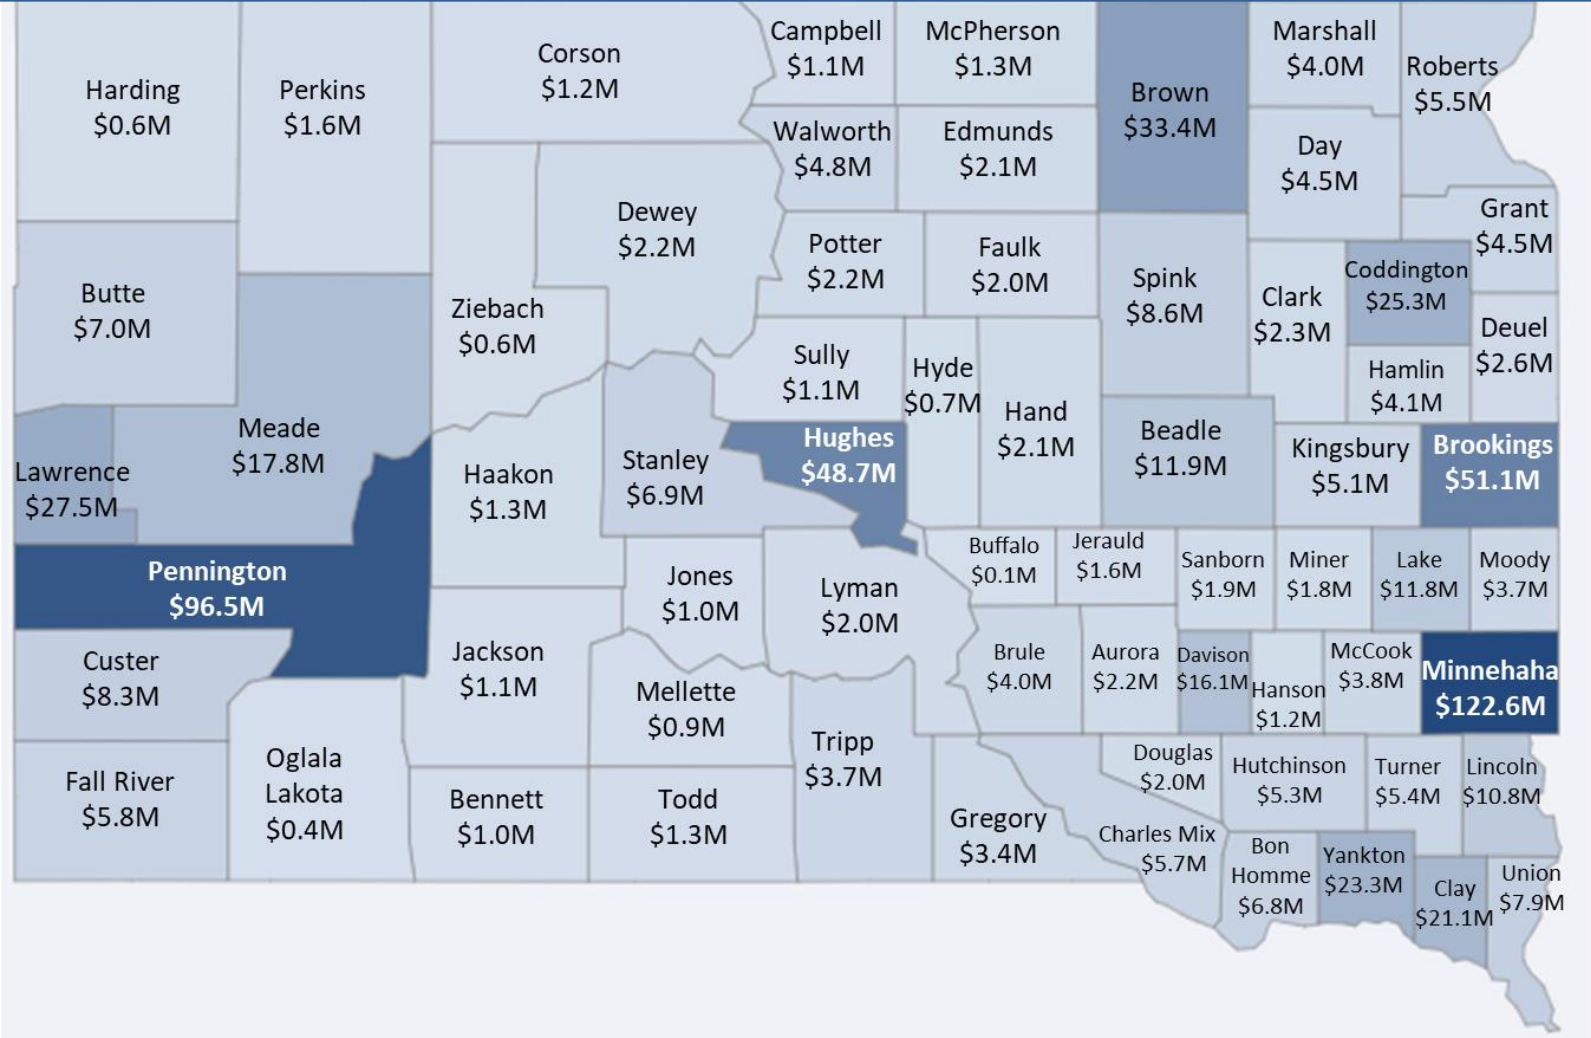 Harding
$0.6M
Perkins
$1.6M
Corson
$1.2M
Campbell
$1.1M
McPherson
$1.3M
Brown
$33.4M
Marshall
$4.0M
Roberts
$5.5M
Walworth
$4.8M
Edmunds
$2.1M
Day
$4.5M
Dewey
$2.2M
Grant
$4.5M
Butte
$7.0M
Ziebach
$0.6M
Potter
$2.2M
Faulk
$2.0M
Spink
$8.6M
Clark
$2.3M
Coddington
$25.3M
Deuel
$2.6M
Sully
$1.1M
Hyde
$0.7M
Hand
$2.1M
Hamlin
$4.1M
Lawrence
$27.5M
Meade
$17.8M
Haakon
$1.3M
Stanley
$6.9M
Hughes
$48.7M
Beadle
$11.9M
Kingsbury
$5.1M
Brookings
$51.1M
Pennington
$96.5M
Jones
$1.0M
Lyman
$2.0M
Buffalo
$0.1M
Jerauld
$1.6M
Sanborn
$1.9M
Miner
$1.8M
Lake
$11.8M
Moody
$3.7M
Custer
$8.3M
Jackson
$1.1M
Mellette
$0.9M
Brule
$4.0M
Aurora
$2.2M
Davison
$16.1M
Hanson
$1.2M
McCook
$3.8M
Minnehaha
$122.6M
Fall River
$5.8M
Oglala
Lakota
$0.4M
Bennett
$1.0M
Todd
$1.3M
Tripp
$3.7M
Gregory
$3.4M
Douglas
$2.0M
Charles Mix
$5.7M
Hutchinson
$5.3M
Turner
$5.4M
Lincoln
$10.8M
Bon
Homme
$6.8M
Yankton
$23.3M
Clay
$21.1M
Union
$7.9M